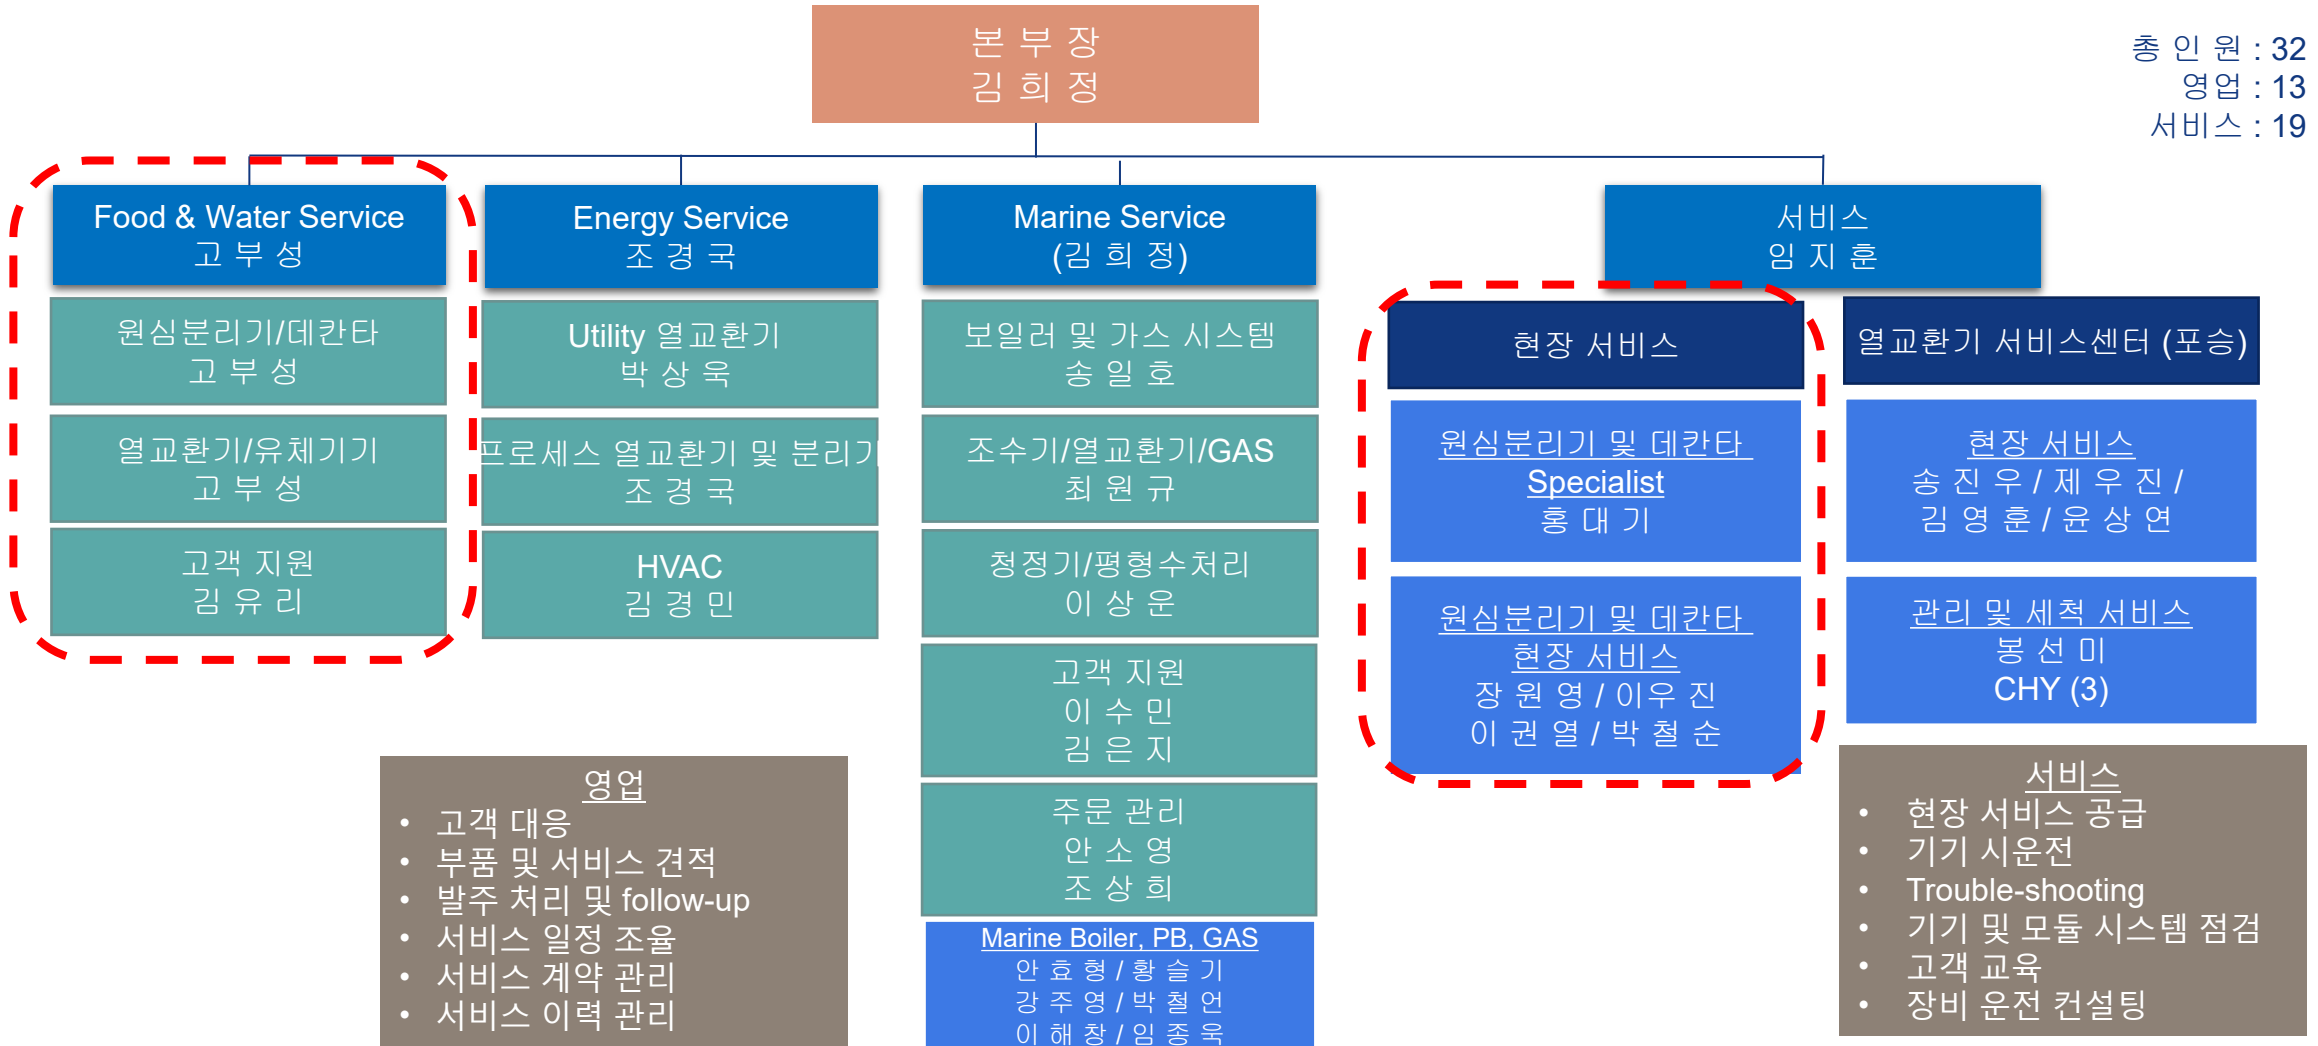 본 부 장
김 희 정
총 인 원 : 32
영업 : 13
서비스 : 19
Food & Water Service
고 부 성
원심분리기/데칸타
고 부 성
열교환기/유체기기
고 부 성
고객 지원
김 유 리
Energy Service
조 경 국
Utility 열교환기
박 상 욱
프로세스 열교환기 및 분리기
조 경 국
HVAC
김 경 민
Marine Service
(김 희 정)
보일러 및 가스 시스템
송 일 호
조수기/열교환기/GAS
최 원 규
청정기/평형수처리
이 상 운
고객 지원
이 수 민
김 은 지
주문 관리
안 소 영
조 상 희
Marine Boiler, PB, GAS
안 효 형 / 황 슬 기
강 주 영 / 박 철 언
이 해 창 / 임 종 욱
서비스
임 지 훈
현장 서비스
원심분리기 및 데칸타
Specialist
홍 대 기
원심분리기 및 데칸타
현장 서비스
장 원 영 / 이우 진
이 권 열 / 박 철 순
열교환기 서비스센터 (포승)
현장 서비스
송 진 우 / 제 우 진 /
김 영 훈 / 윤 상 연
관리 및 세척 서비스
봉 선 미
CHY (3)
영업
• 고객 대응
• 부품 및 서비스 견적
• 발주 처리 및 follow-up
• 서비스 일정 조율
• 서비스 계약 관리
• 서비스 이력 관리
서비스
• 현장 서비스 공급
• 기기 시운전
• Trouble-shooting
• 기기 및 모듈 시스템 점검
• 고객 교육
• 장비 운전 컨설팅